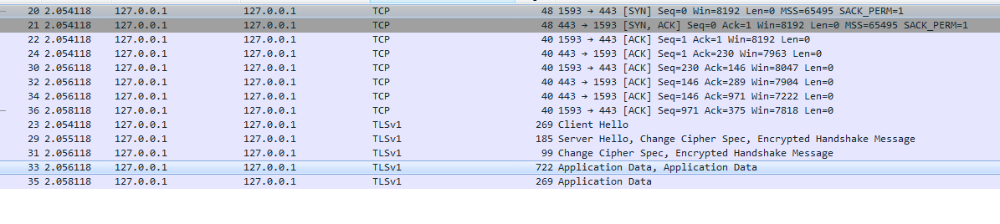 20 2.054118 127.0.0.1 127.0.0.1 TCP 48 1593 → 443 [SYN] Seq=0 Win=8192 Len=0 MSS=65495 SACK_PERM=1
21 2.054118 127.0.0.1 127.0.0.1 TCP 48 443 → 1593 [SYN, ACK] Seq=0 Ack=1 Win=8192 Len=0 MSS=65495 SACK_PERM=1
22 2.054118 127.0.0.1 127.0.0.1 TCP 40 1593 → 443 [ACK] Seq=1 Ack=1 Win=8192 Len=0
24 2.054118 127.0.0.1 127.0.0.1 TCP 40 443 → 1593 [ACK] Seq=1 Ack=230 Win=7963 Len=0
30 2.056118 127.0.0.1 127.0.0.1 TCP 40 1593 → 443 [ACK] Seq=230 Ack=146 Win=8047 Len=0
32 2.056118 127.0.0.1 127.0.0.1 TCP 40 443 → 1593 [ACK] Seq=146 Ack=289 Win=7904 Len=0
34 2.056118 127.0.0.1 127.0.0.1 TCP 40 443 → 1593 [ACK] Seq=146 Ack=971 Win=7222 Len=0
36 2.058118 127.0.0.1 127.0.0.1 TCP 40 1593 → 443 [ACK] Seq=971 Ack=375 Win=7818 Len=0
23 2.054118 127.0.0.1 127.0.0.1 TLSv1 269 Client Hello
29 2.055118 127.0.0.1 127.0.0.1 TLSv1 185 Server Hello, Change Cipher Spec, Encrypted Handshake Message
31 2.056118 127.0.0.1 127.0.0.1 TLSv1 99 Change Cipher Spec, Encrypted Handshake Message
33 2.056118 127.0.0.1 127.0.0.1 TLSv1 722 Application Data, Application Data
35 2.058118 127.0.0.1 127.0.0.1 TLSv1 269 Application Data